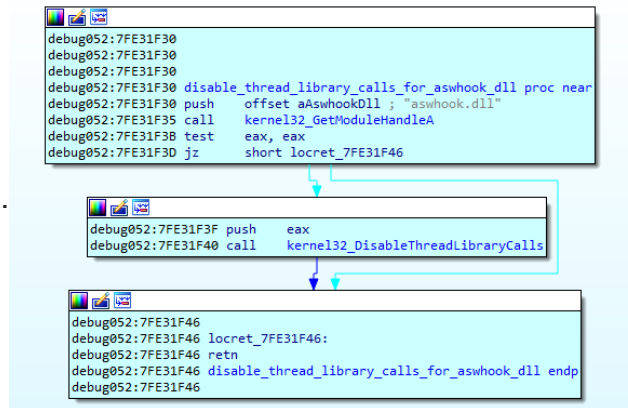 debug052:7FE31F30
debug052:7FE31F30
debug052:7FE31F30
debug052:7FE31F30 disable_thread_library_calls_for_aswhook_dll proc near
debug052:7FE31F30 push    offset aAswhookDll ; "aswhook.dll"
debug052:7FE31F35 call    kernel32_GetModuleHandleA
debug052:7FE31F3B test    eax, eax
debug052:7FE31F3D jz      short locret_7FE31F46
debug052:7FE31F3F push    eax
debug052:7FE31F40 call    kernel32_DisableThreadLibraryCalls
debug052:7FE31F46
debug052:7FE31F46 locret_7FE31F46:
debug052:7FE31F46 retn
debug052:7FE31F46 disable_thread_library_calls_for_aswhook_dll endp
debug052:7FE31F46